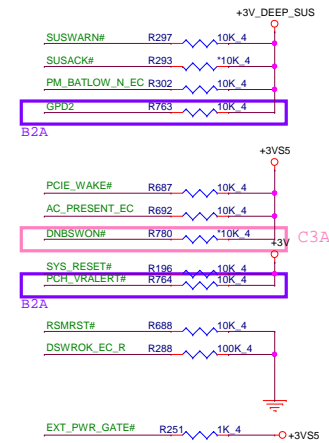 +3V_DEEP_SUS
SUSWARN# R297 10K_4
SUSACK# R293 *10K_4
PM_BATLOW_N_EC R302 10K_4
GPD2 R763 10K_4
B2A
+3VS5
PCIE_WAKE# R687 10K_4
AC_PRESENT_EC R692 10K_4
DNBSWON# R780 *10K_4 C3A
+3V
SYS_RESET# R196 10K_4
PCH_VRALERT# R764 10K_4
B2A
RSMRST# R688 10K_4
DSWROK_EC_R R288 100K_4
EXT_PWR_GATE# R251 1K_4 +3VS5